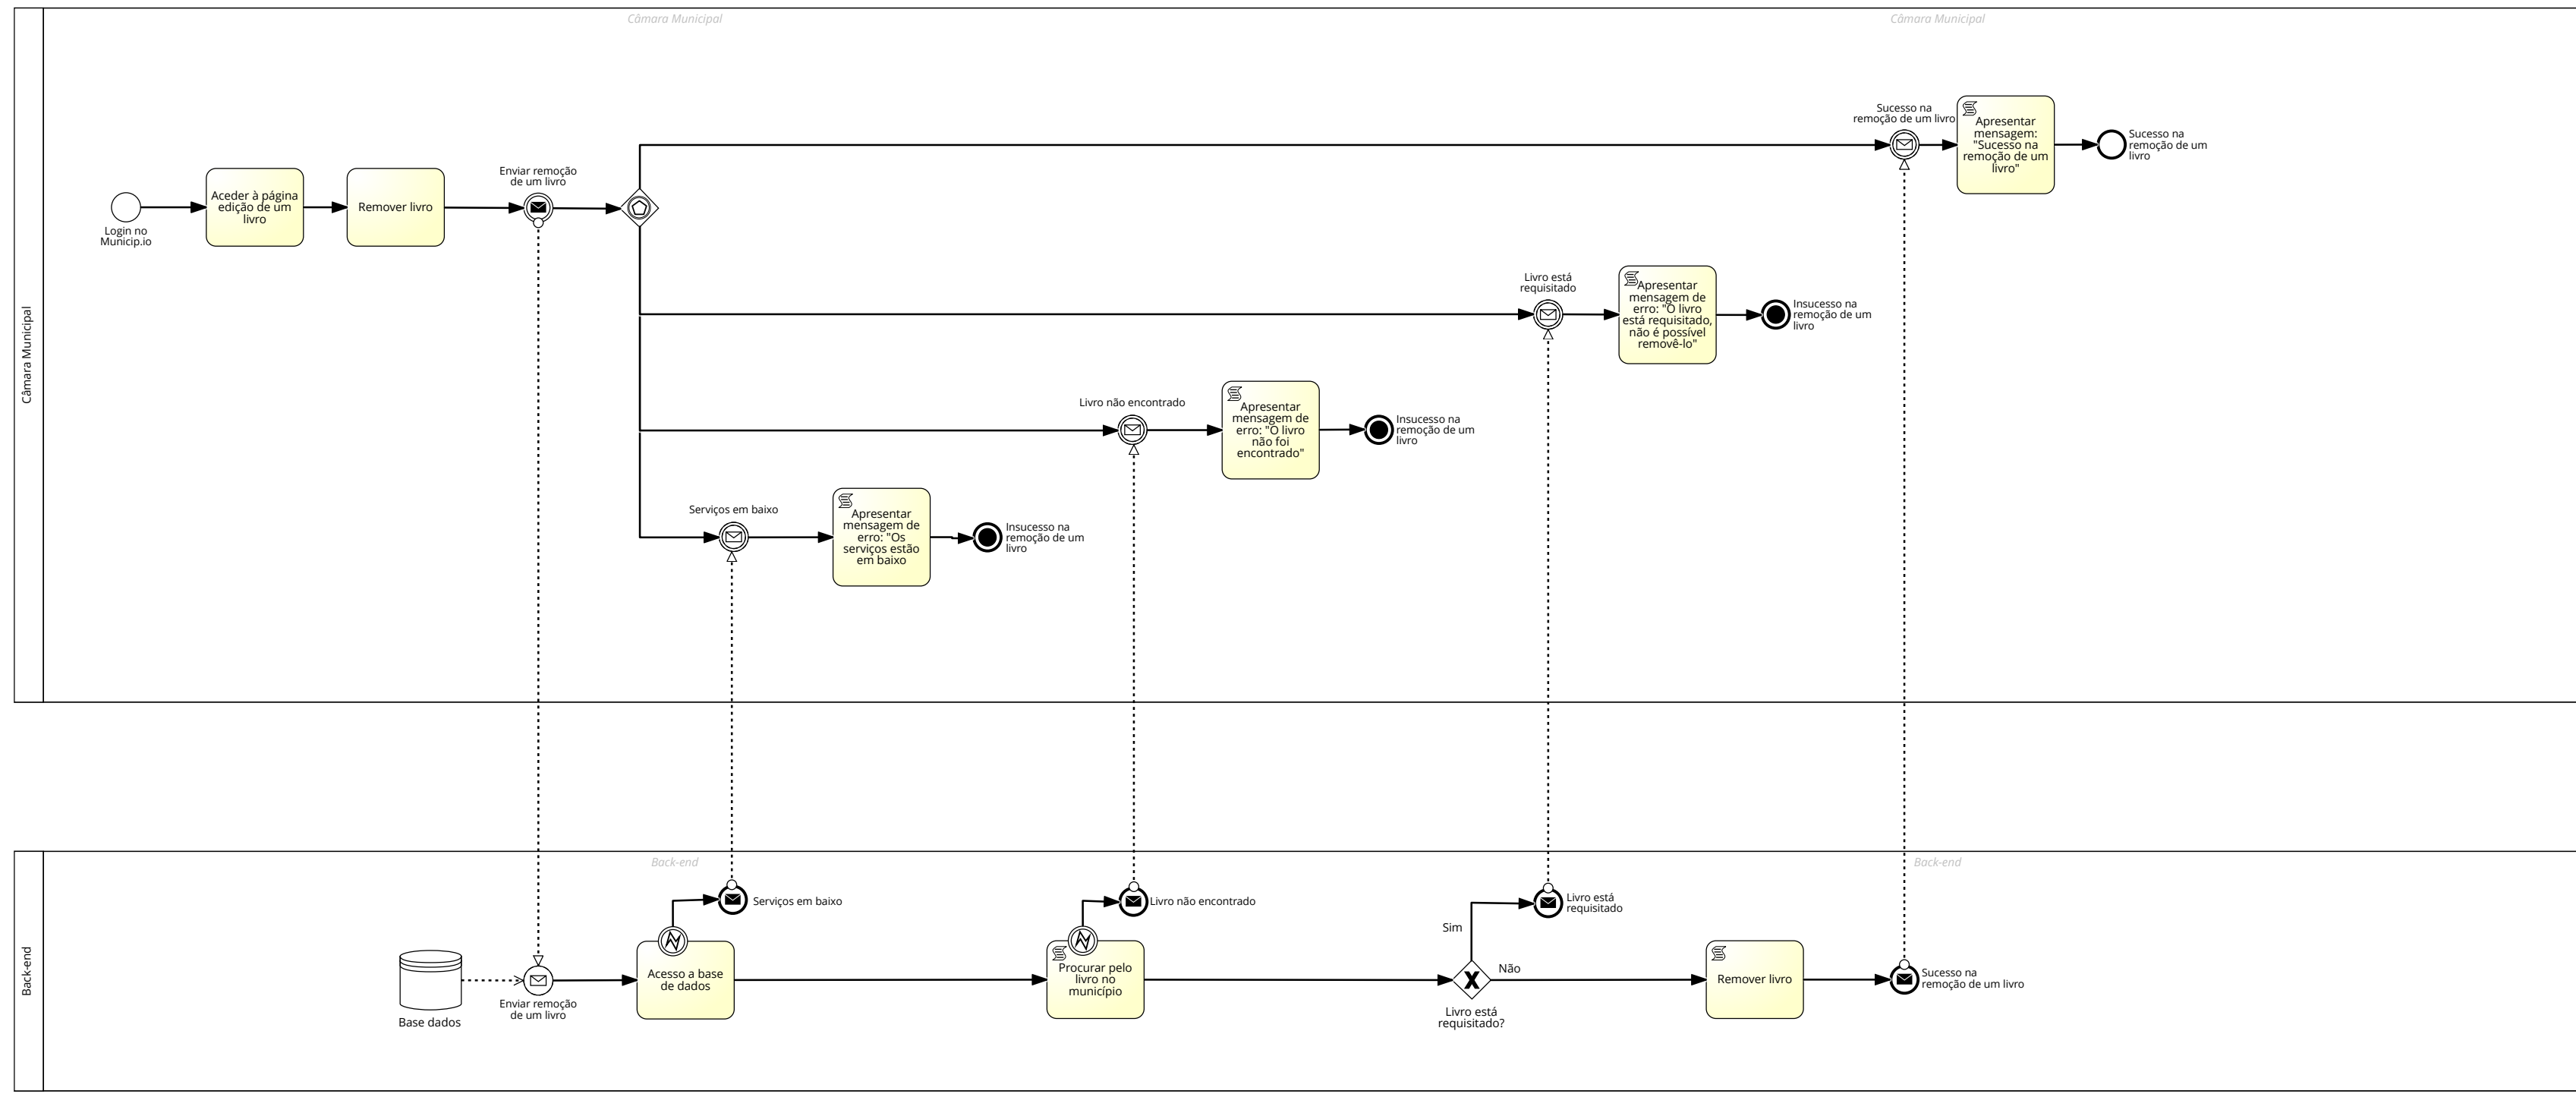 Câmara Municipal
Câmara Municipal
Câmara Municipal
Login no
Municip.io
Aceder à página
edição de um
livro
Remover livro
Enviar remoção
de um livro
Sucesso na
remoção de um livro
Apresentar
mensagem:
"Sucesso na
remoção de um
livro"
Sucesso na
remoção de um
livro
Livro está
requisitado
Apresentar
mensagem de
erro: "O livro
está requisitado,
não é possível
removê-lo"
Insucesso na
remoção de um
livro
Livro não encontrado
Apresentar
mensagem de
erro: "O livro
não foi
encontrado"
Insucesso na
remoção de um
livro
Serviços em baixo
Apresentar
mensagem de
erro: "Os
serviços estão
em baixo
Insucesso na
remoção de um
livro
Back-end
Back-end
Back-end
Base dados
Enviar remoção
de um livro
Acesso a base
de dados
Serviços em baixo
Procurar pelo
livro no
município
Livro não encontrado
Livro está
requisitado?
Sim
Não
Livro está
requisitado
Remover livro
Sucesso na
remoção de um livro